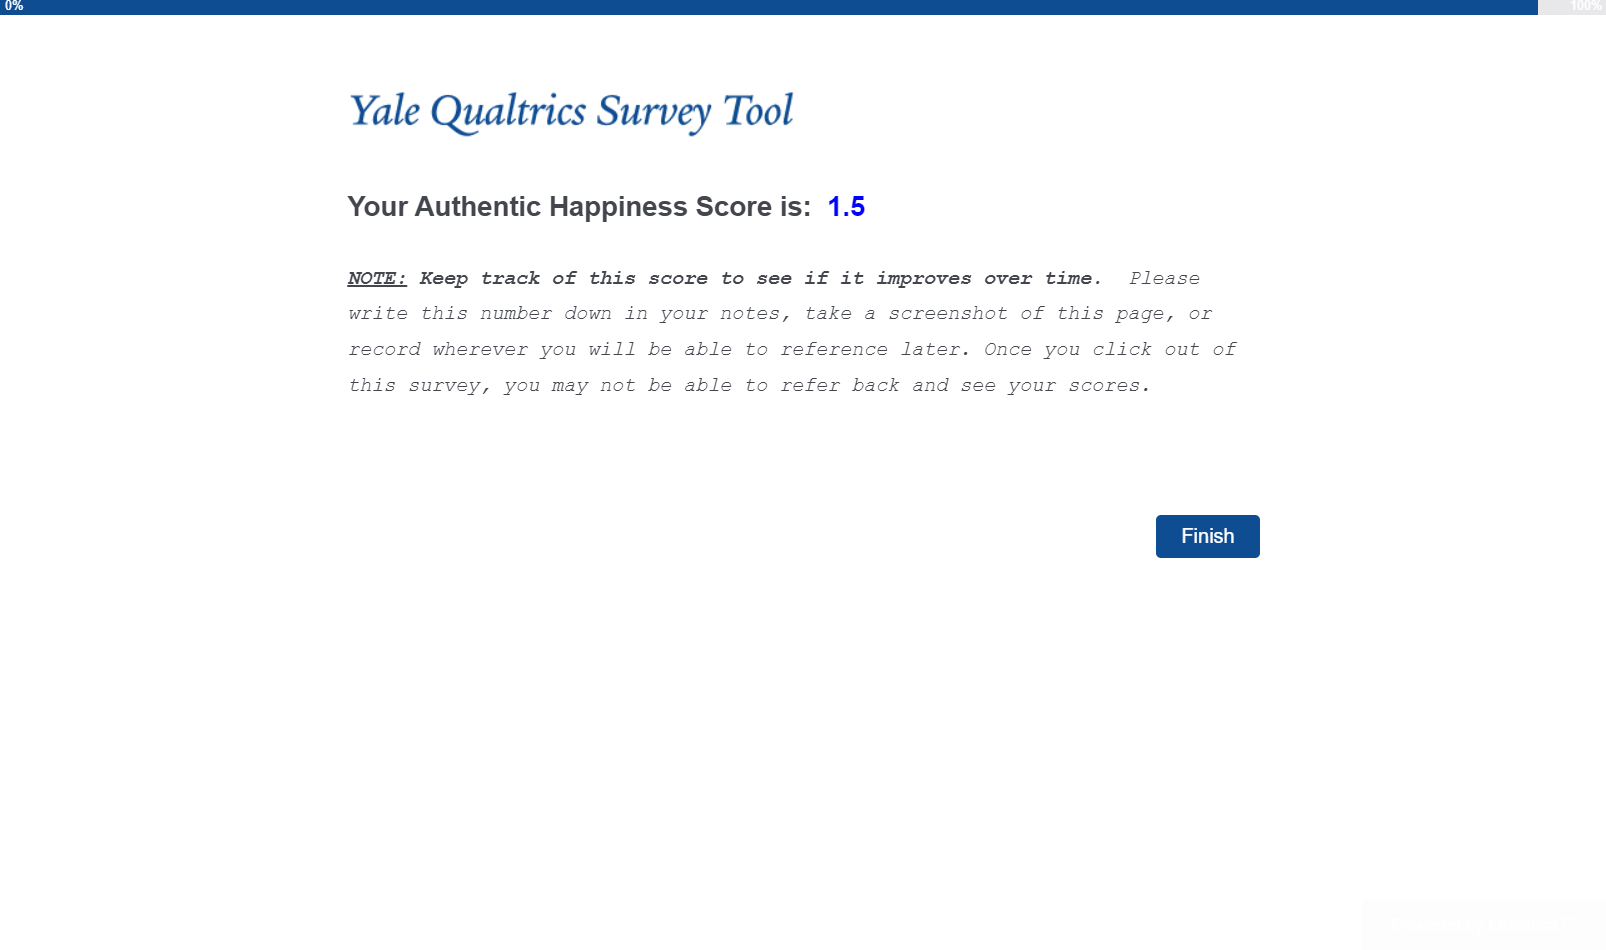 0% 100%
Yale Qualtrics Survey Tool
Your Authentic Happiness Score is: 1.5
NOTE: Keep track of this score to see if it improves over time. Please
write this number down in your notes, take a screenshot of this page, or
record wherever you will be able to reference later. Once you click out of
this survey, you may not be able to refer back and see your scores.
Finish